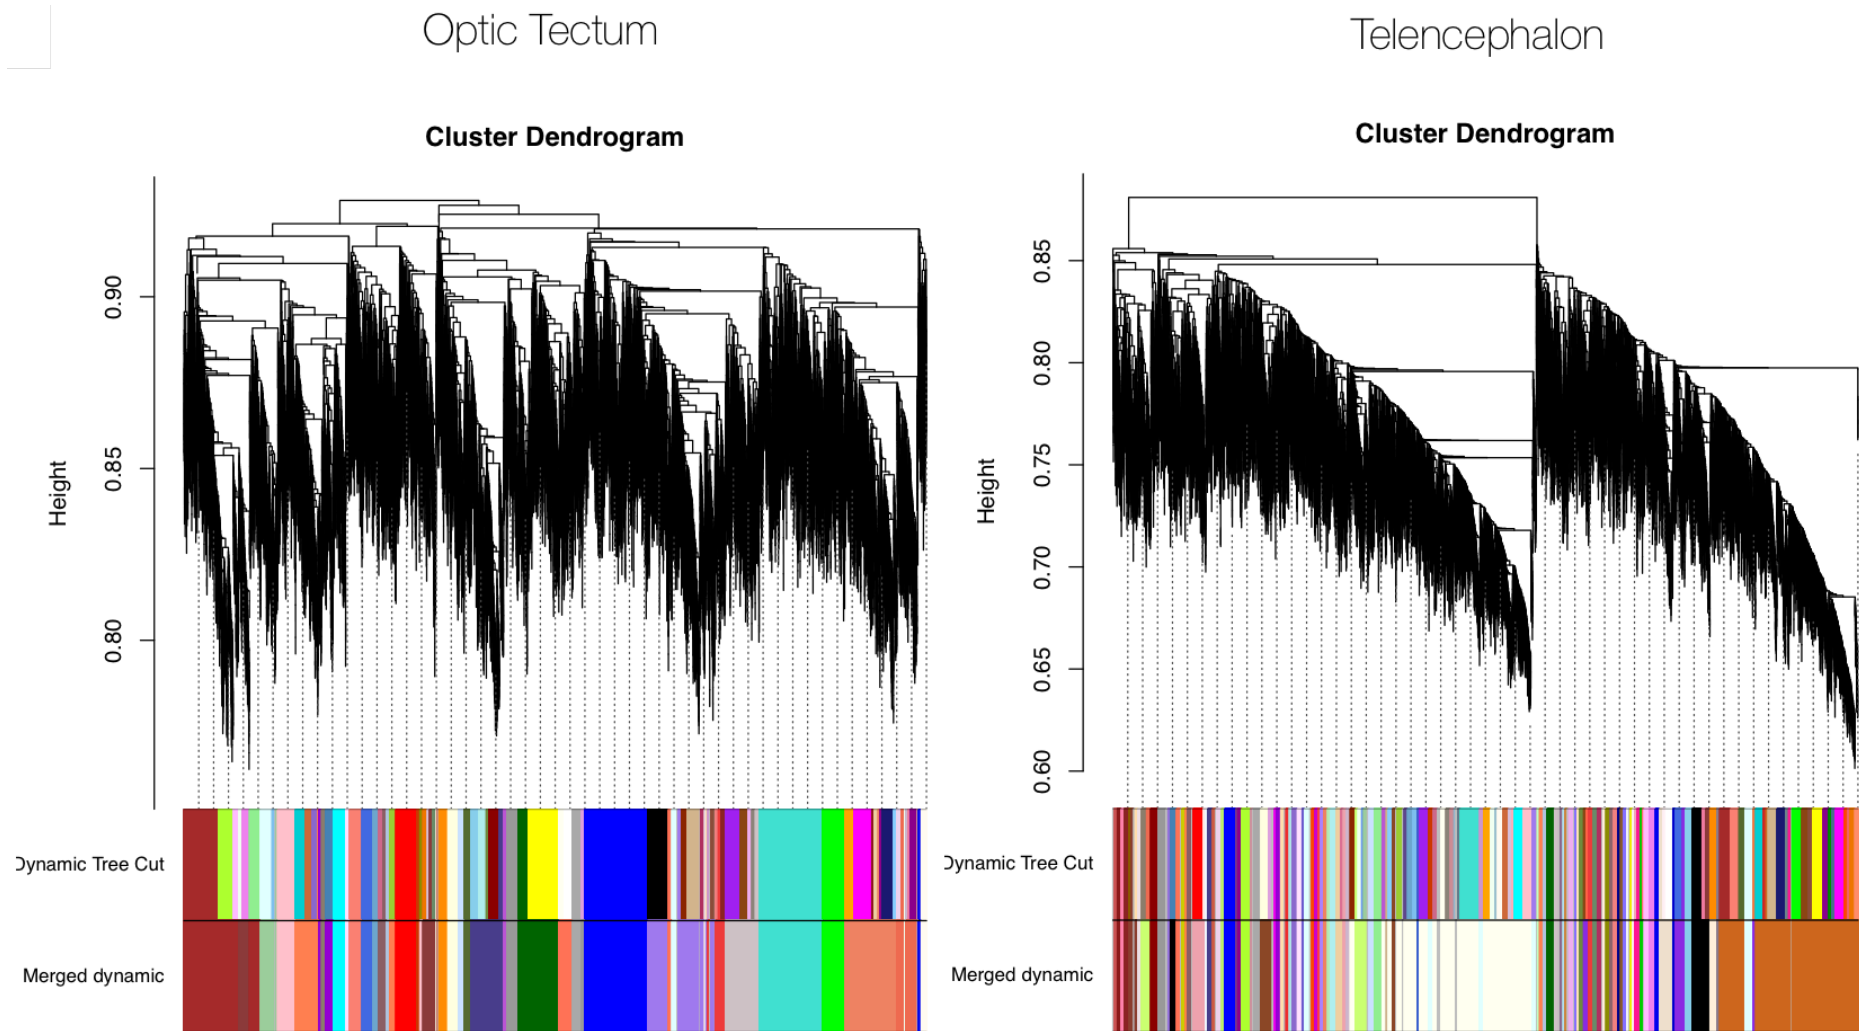 Optic Tectum
Cluster Dendrogram
Height
0.90
0.85
0.80
Dynamic Tree Cut
Merged dynamic
Telencephalon
Cluster Dendrogram
Height
0.85
0.80
0.75
0.70
0.65
0.60
Dynamic Tree Cut
Merged dynamic